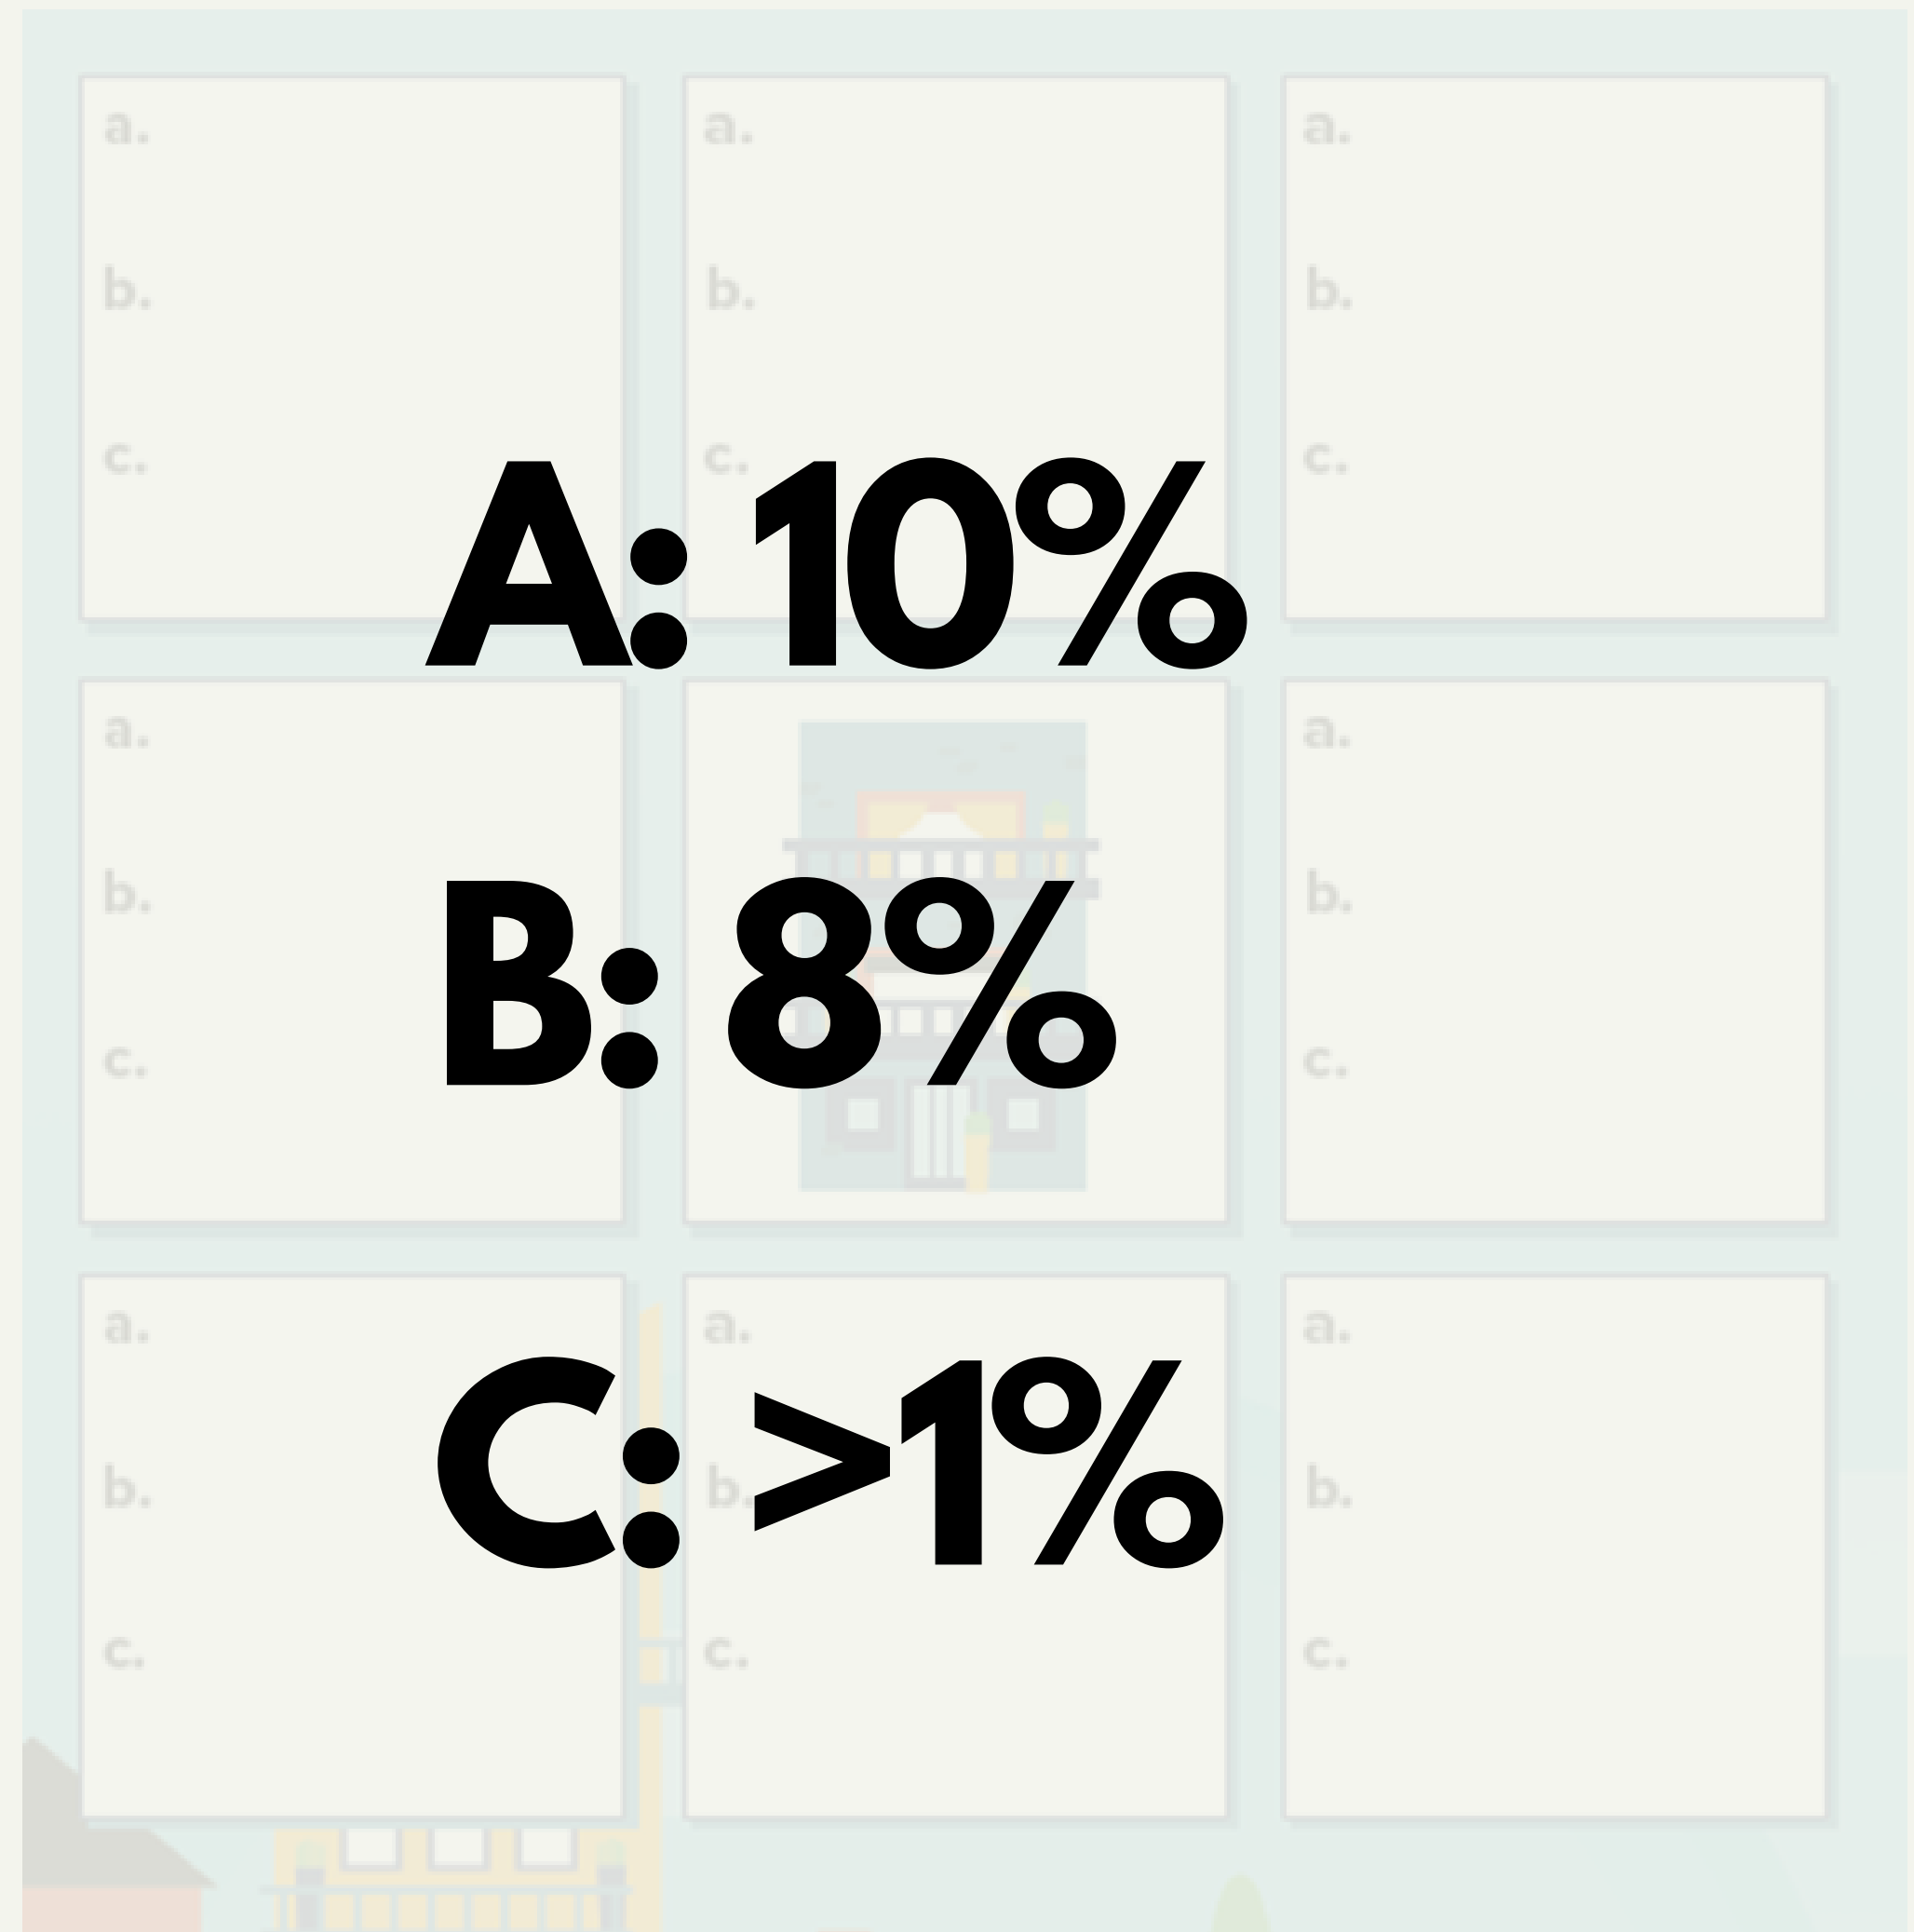 a. a. a.
b. b. b.
c. c. c.
A: 10%
a. a.
b. b.
B: 8%
c. c.
a. a. a.
C: >1%
b. b. b.
c. c. c.